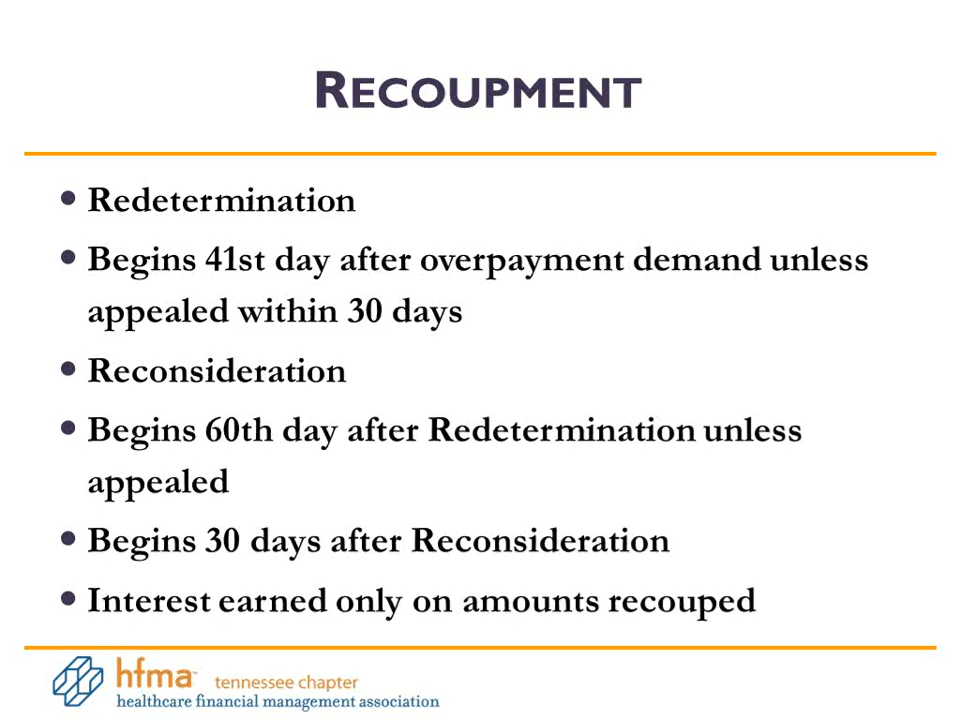 RECOUPMENT
• Redetermination
• Begins 41st day after overpayment demand unless
appealed within 30 days
• Reconsideration
• Begins 60th day after Redetermination unless
appealed
• Begins 30 days after Reconsideration
• Interest earned only on amounts recouped
hfma™ tennessee chapter
healthcare financial management association